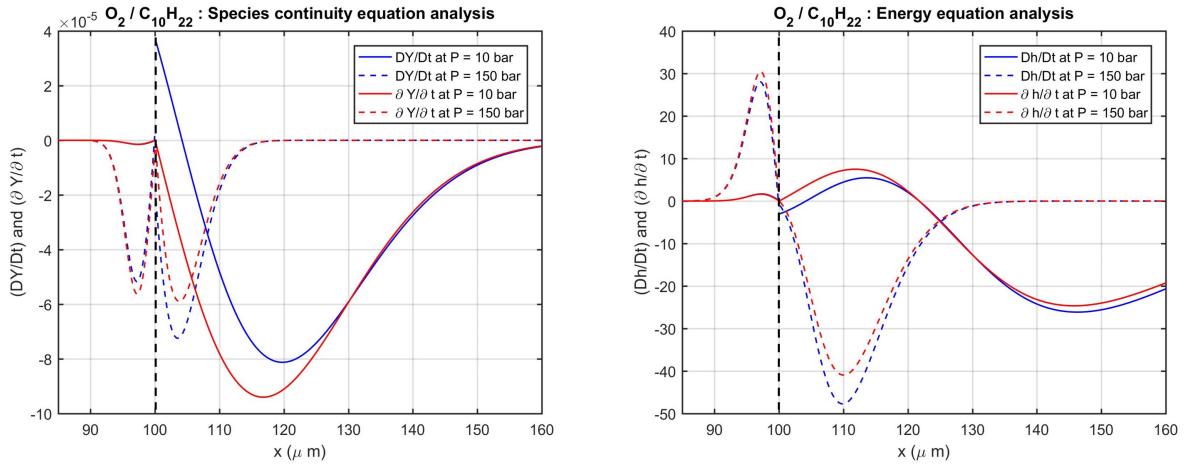 O2 / C10H22 : Species continuity equation analysis
×10-5
4
2
0
-2
-4
-6
-8
-10
(DY/Dt) and (∂ Y/∂ t)
DY/Dt at P = 10 bar
DY/Dt at P = 150 bar
∂ Y/∂ t at P = 10 bar
∂ Y/∂ t at P = 150 bar
90 100 110 120 130 140 150 160
x (μ m)
O2 / C10H22 : Energy equation analysis
40
30
20
10
0
-10
-20
-30
-40
-50
(Dh/Dt) and (∂ h/∂ t)
Dh/Dt at P = 10 bar
Dh/Dt at P = 150 bar
∂ h/∂ t at P = 10 bar
∂ h/∂ t at P = 150 bar
90 100 110 120 130 140 150 160
x (μ m)